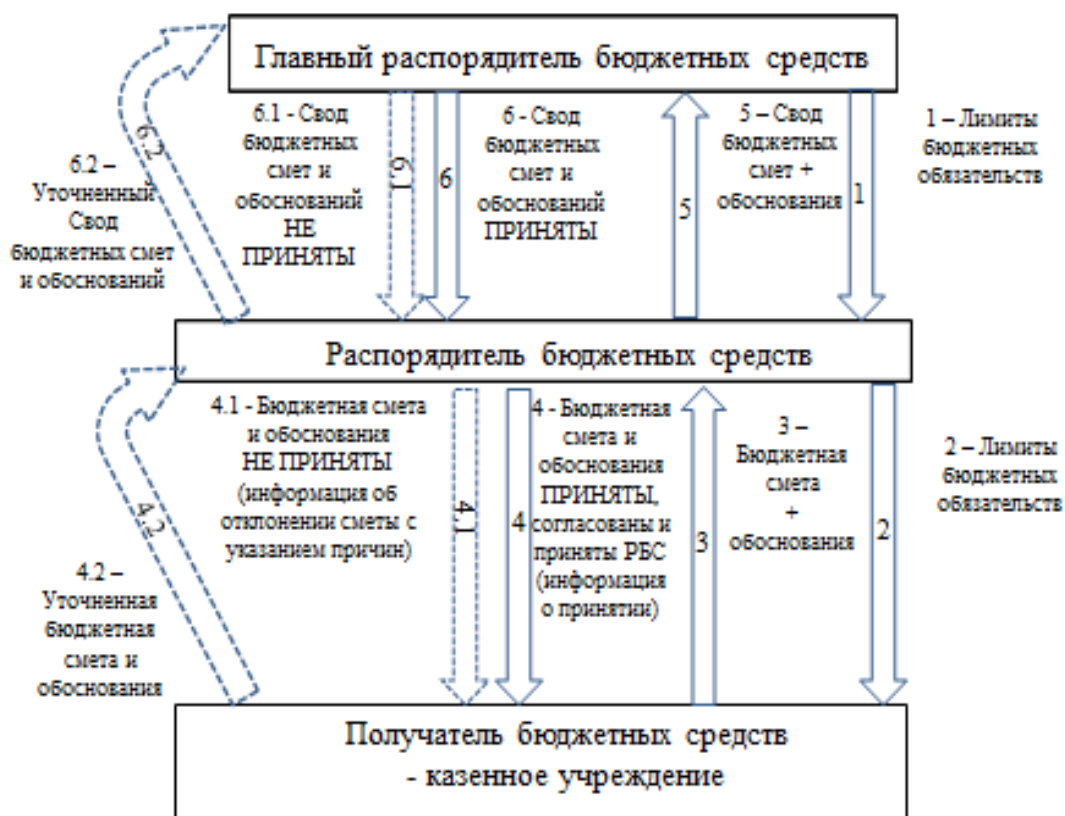 Главный распорядитель бюджетных средств
6.2
6.2 –
Уточненный
Свод
бюджетных смет
и обоснований
6.1 - Свод
бюджетных
смет и
обоснований
НЕ
ПРИНЯТЫ
6.1
6
6 - Свод
бюджетных
смет и
обоснований
ПРИНЯТЫ
5
5 – Свод
бюджетных
смет +
обоснования
1
1 – Лимиты
бюджетных
обязательств
Распорядитель бюджетных средств
4.2
4.2 –
Уточненная
бюджетная
смета и
обоснования
4.1 - Бюджетная смета
и обоснования
НЕ ПРИНЯТЫ
(информация об
отклонении сметы с
указанием причин)
4.1
4
4 - Бюджетная
смета и
обоснования
ПРИНЯТЫ,
согласованы и
приняты РБС
(информация
о принятии)
3
3 –
Бюджетная
смета
+
обоснования
2
2 – Лимиты
бюджетных
обязательств
Получатель бюджетных средств
- казенное учреждение